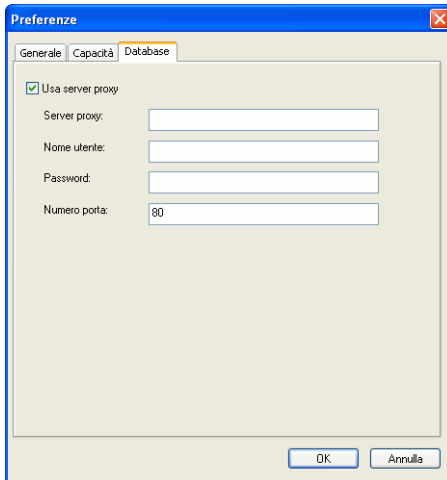 Preferenze
Generale Capacità Database
Usa server proxy
Server proxy:
Nome utente:
Password:
Numero porta: 80
OK Annulla